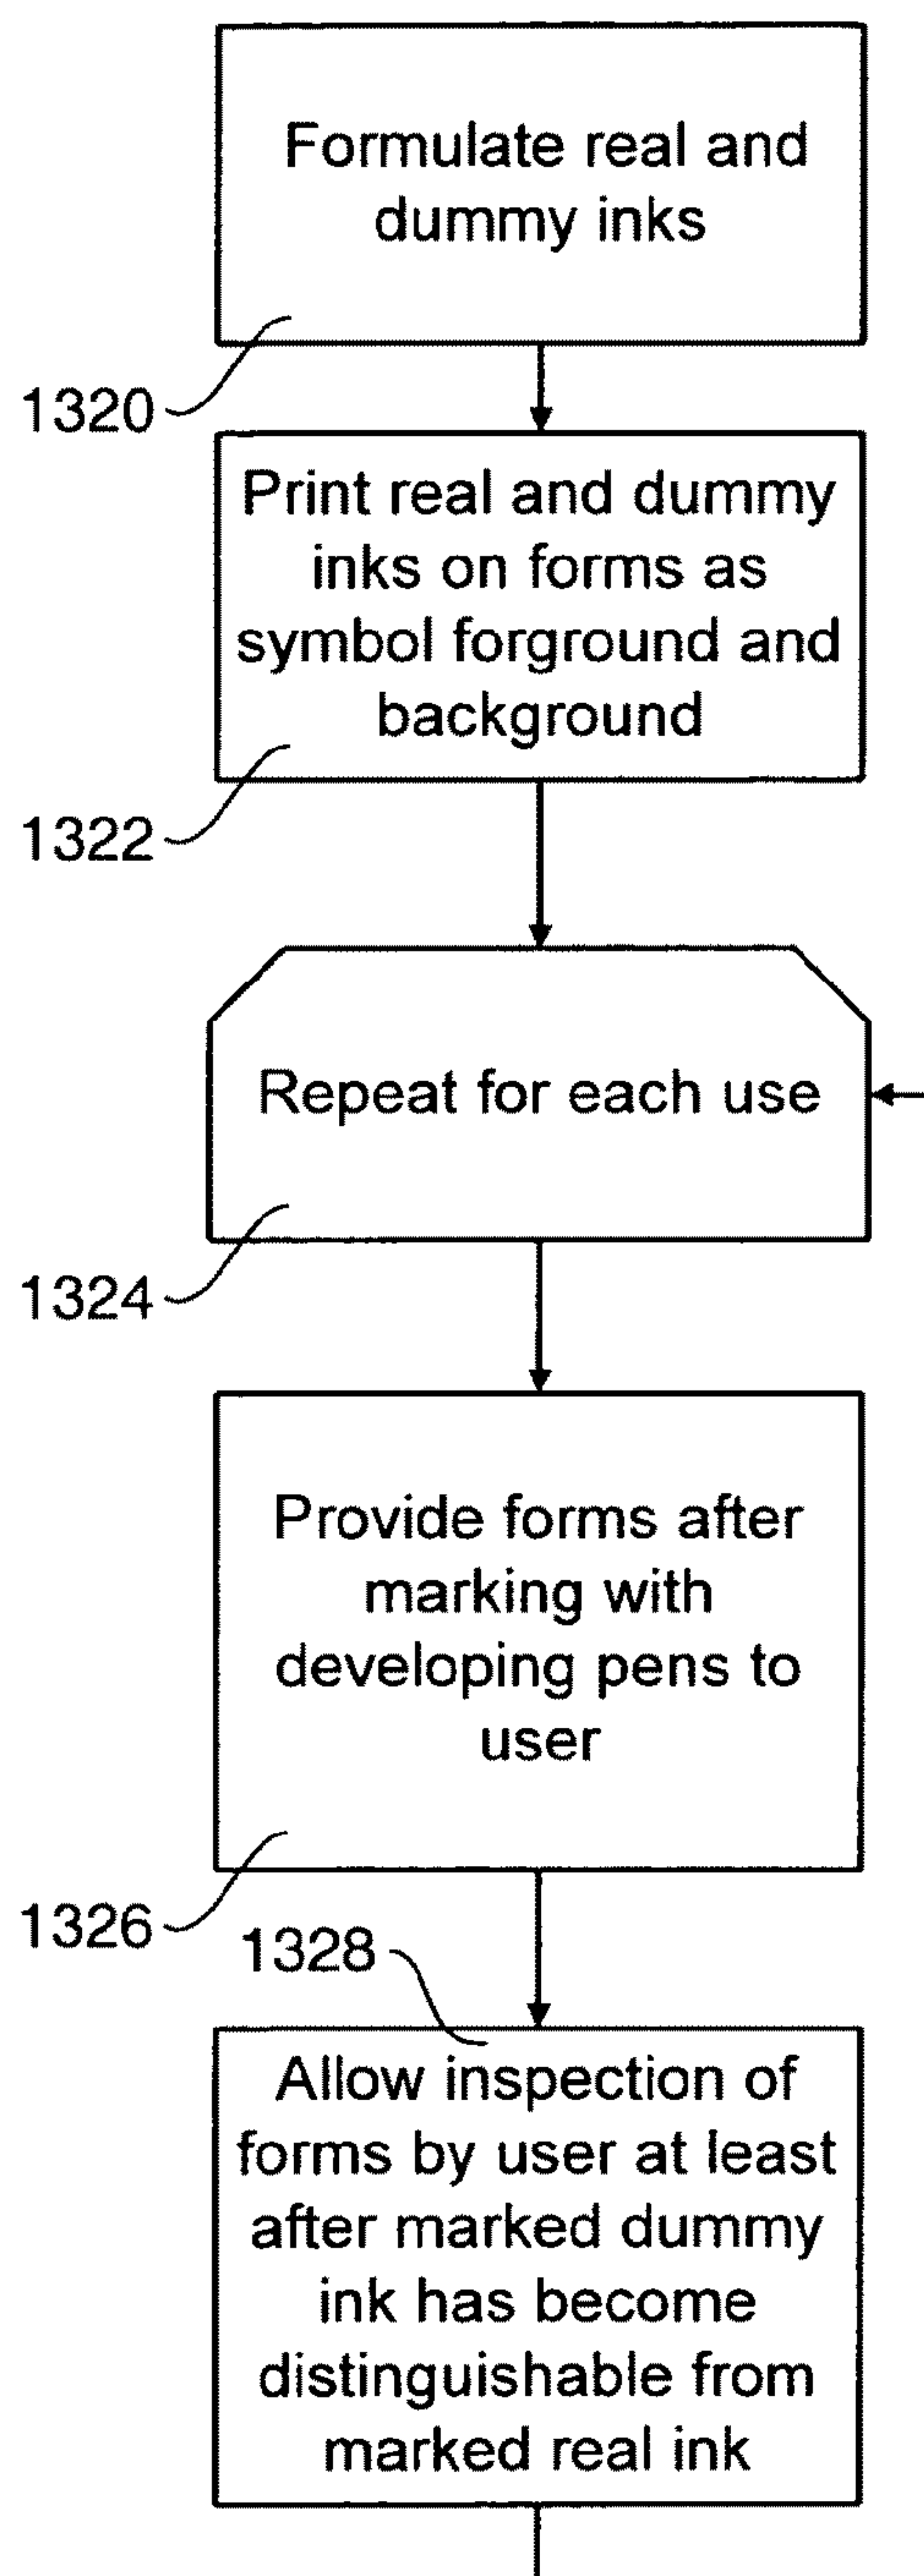 Formulate real and
dummy inks
1320
Print real and dummy
inks on forms as
symbol forground and
background
1322
Repeat for each use
1324
Provide forms after
marking with
developing pens to
user
1326
1328
Allow inspection of
forms by user at least
after marked dummy
ink has become
distinguishable from
marked real ink